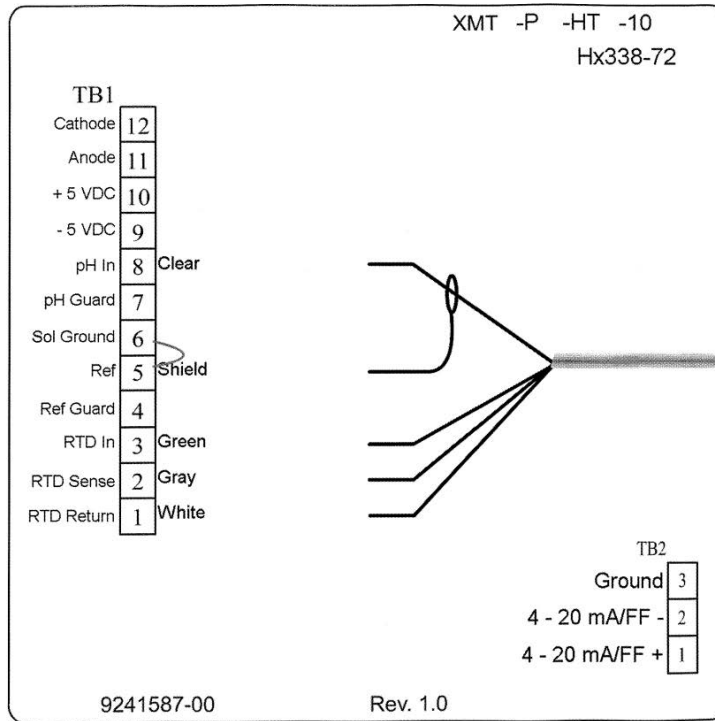 XMT -P -HT -10
Hx338-72
TB1
Cathode 12
Anode 11
+ 5 VDC 10
- 5 VDC 9
pH In 8 Clear
pH Guard 7
Sol Ground 6
Ref 5 Shield
Ref Guard 4
RTD In 3 Green
RTD Sense 2 Gray
RTD Return 1 White
TB2
Ground 3
4 - 20 mA/FF - 2
4 - 20 mA/FF + 1
9241587-00 Rev. 1.0